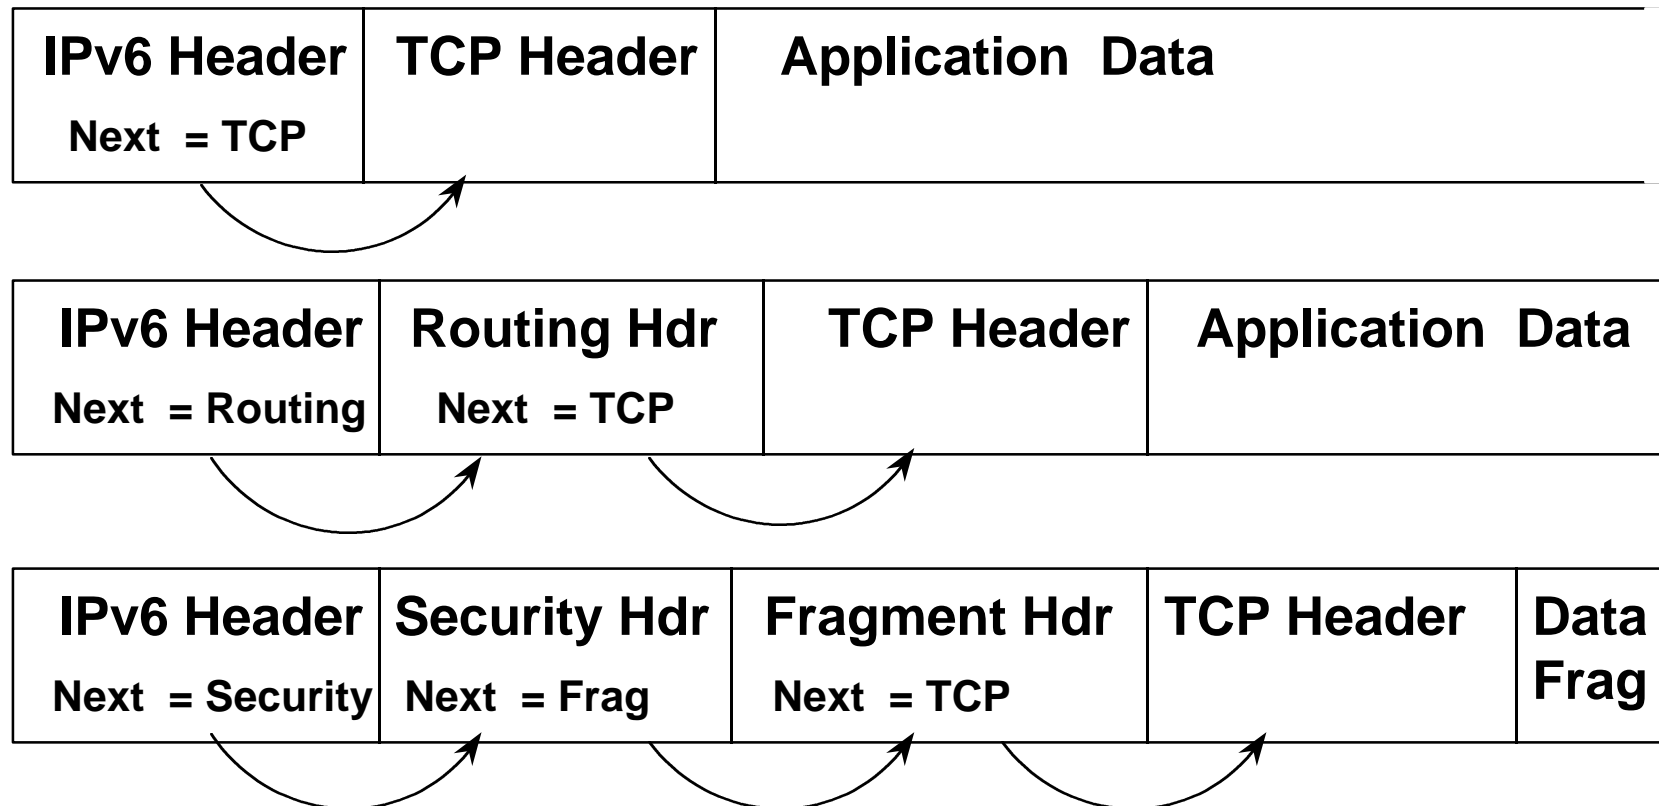 IPv6 Header TCP Header Application Data
Next = TCP
IPv6 Header Routing Hdr TCP Header Application Data
Next = Routing Next = TCP
IPv6 Header Security Hdr Fragment Hdr TCP Header Data
Frag
Next = Security Next = Frag Next = TCP